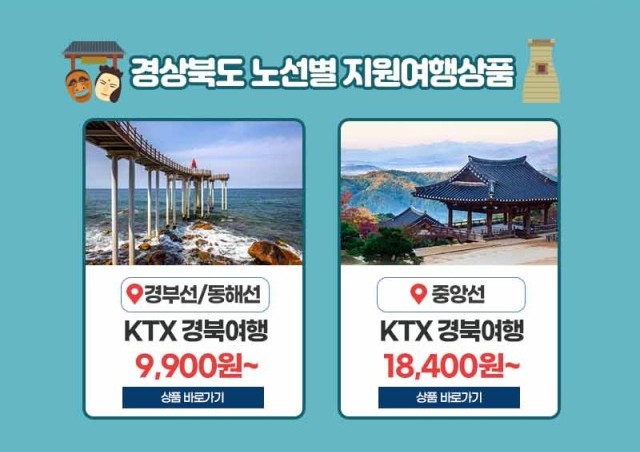 경상북도 노선별 지원여행상품
경부선/동해선
KTX 경북여행
9,900원~
상품 바로가기
중앙선
KTX 경북여행
18,400원~
상품 바로가기